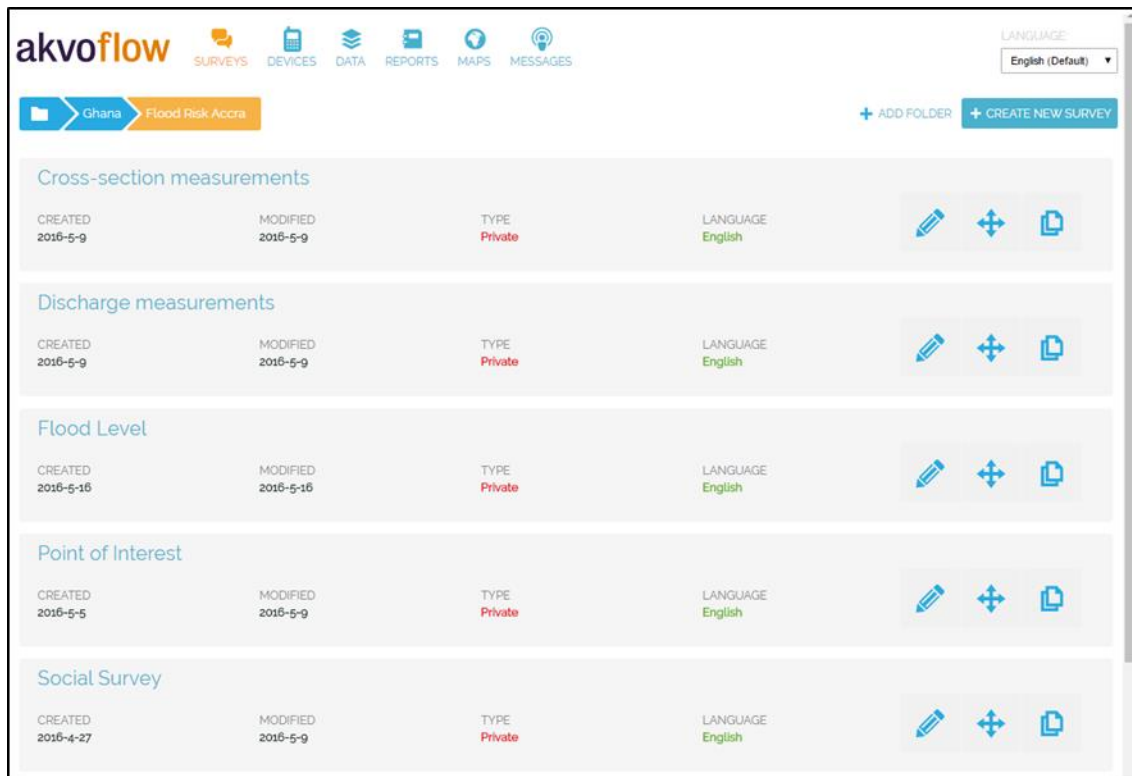 akvoflow SURVEYS DEVICES DATA REPORTS MAPS MESSAGES LANGUAGE:
English (Default)
Ghana Flood Risk Accra ADD FOLDER CREATE NEW SURVEY
Cross-section measurements
CREATED MODIFIED TYPE LANGUAGE
2016-5-9 2016-5-9 Private English
Discharge measurements
CREATED MODIFIED TYPE LANGUAGE
2016-5-9 2016-5-9 Private English
Flood Level
CREATED MODIFIED TYPE LANGUAGE
2016-5-16 2016-5-16 Private English
Point of Interest
CREATED MODIFIED TYPE LANGUAGE
2016-5-5 2016-5-9 Private English
Social Survey
CREATED MODIFIED TYPE LANGUAGE
2016-4-27 2016-5-9 Private English